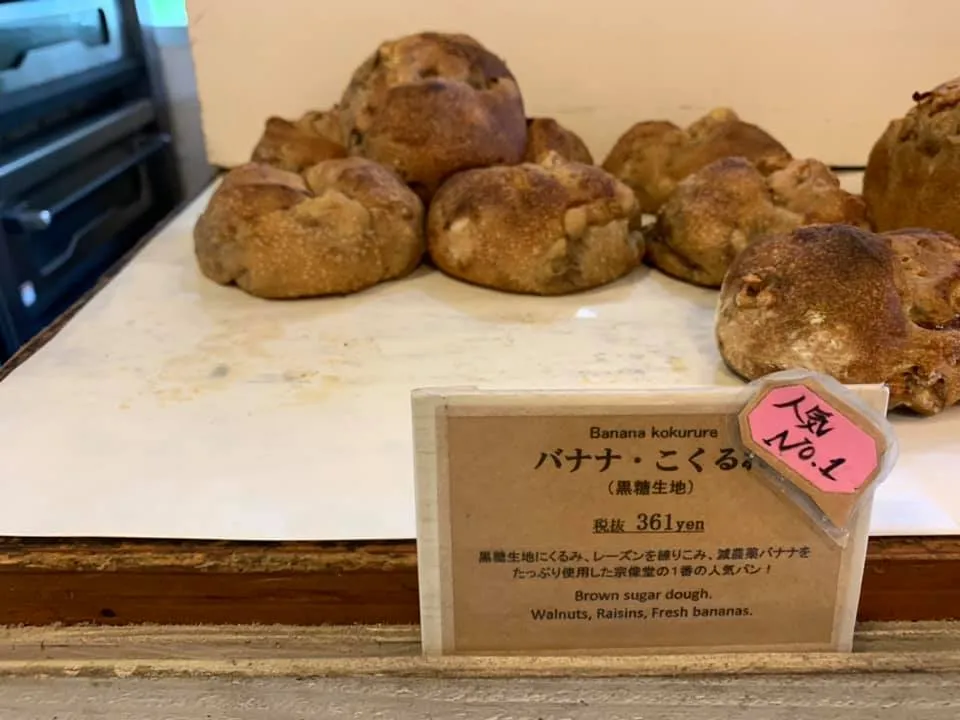 Banana kokurure
バナナ・こくるれ
(黒糖生地)
人気
No.1
税抜 361yen
黒糖生地にくるみ、レーズンを練りこみ、減農薬バナナを
たっぷり使用した宗像堂の1番の人気パン!
Brown sugar dough.
Walnuts, Raisins, Fresh bananas.